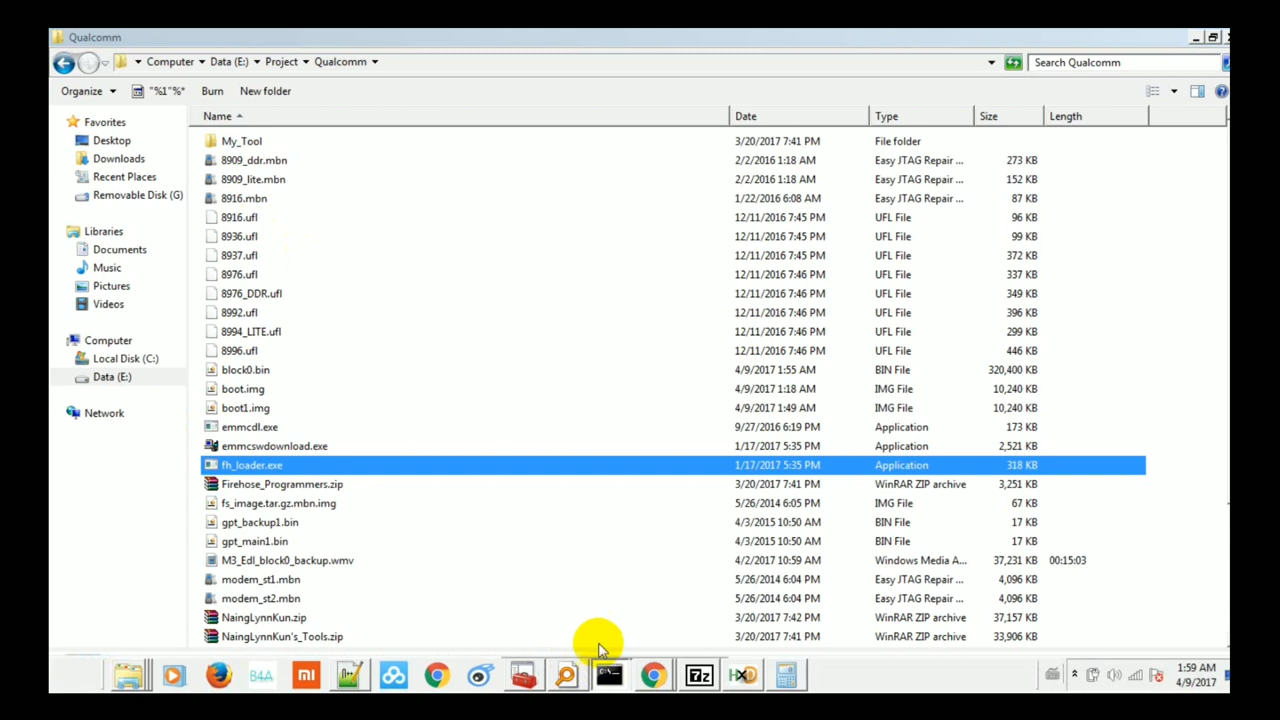 Qualcomm
Computer Data (E:) Project Qualcomm Search Qualcomm
Organize "%1"%* Burn New folder
Name Date Type Size Length
Favorites
Desktop
Downloads
Recent Places
Removable Disk (G)
Libraries
Documents
Music
Pictures
Videos
Computer
Local Disk (C:)
Data (E:)
Network
My_Tool 3/20/2017 7:41 PM File folder
8909_ddr.mbn 2/2/2016 1:18 AM Easy JTAG Repair ... 273 KB
8909_lite.mbn 2/2/2016 1:18 AM Easy JTAG Repair ... 152 KB
8916.mbn 1/22/2016 6:08 AM Easy JTAG Repair ... 87 KB
8916.ufl 12/11/2016 7:45 PM UFL File 96 KB
8936.ufl 12/11/2016 7:45 PM UFL File 99 KB
8937.ufl 12/11/2016 7:45 PM UFL File 372 KB
8976.ufl 12/11/2016 7:46 PM UFL File 337 KB
8976_DDR.ufl 12/11/2016 7:46 PM UFL File 349 KB
8992.ufl 12/11/2016 7:46 PM UFL File 396 KB
8994_LITE.ufl 12/11/2016 7:46 PM UFL File 299 KB
8996.ufl 12/11/2016 7:46 PM UFL File 446 KB
block0.bin 4/9/2017 1:55 AM BIN File 320,400 KB
boot.img 4/9/2017 1:18 AM IMG File 10,240 KB
boot1.img 4/9/2017 1:49 AM IMG File 10,240 KB
emmcdl.exe 9/27/2016 6:19 PM Application 173 KB
emmcswdownload.exe 1/17/2017 5:35 PM Application 2,521 KB
fh_loader.exe 1/17/2017 5:35 PM Application 318 KB
Firehose_Programmers.zip 3/20/2017 7:41 PM WinRAR ZIP archive 3,251 KB
fs_image.tar.gz.mbn.img 5/26/2014 6:05 PM IMG File 67 KB
gpt_backup1.bin 4/3/2015 10:50 AM BIN File 17 KB
gpt_main1.bin 4/3/2015 10:50 AM BIN File 17 KB
M3_Edl_block0_backup.wmv 4/2/2017 10:59 AM Windows Media A... 37,231 KB 00:15:03
modem_st1.mbn 5/26/2014 6:04 PM Easy JTAG Repair ... 4,096 KB
modem_st2.mbn 5/26/2014 6:04 PM Easy JTAG Repair ... 4,096 KB
NaingLynnKun.zip 3/20/2017 7:42 PM WinRAR ZIP archive 37,157 KB
NaingLynnKun's_Tools.zip 3/20/2017 7:41 PM WinRAR ZIP archive 33,906 KB
B4A mi C:\_ 7z HXD 1:59 AM
4/9/2017